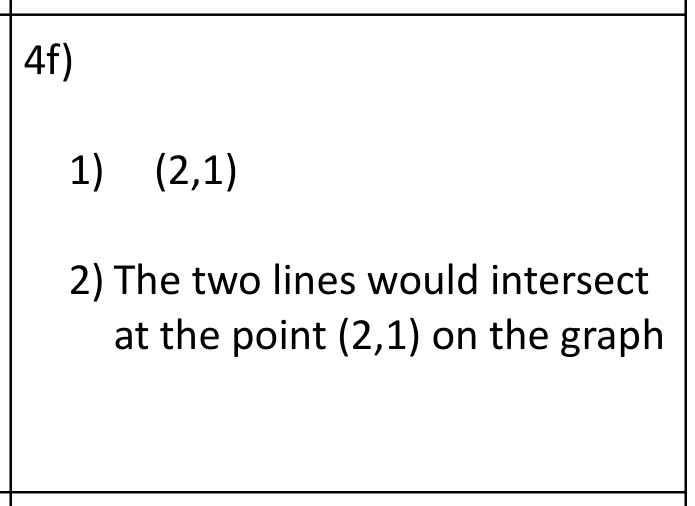 4f)
1) (2,1)
2) The two lines would intersect
at the point (2,1) on the graph